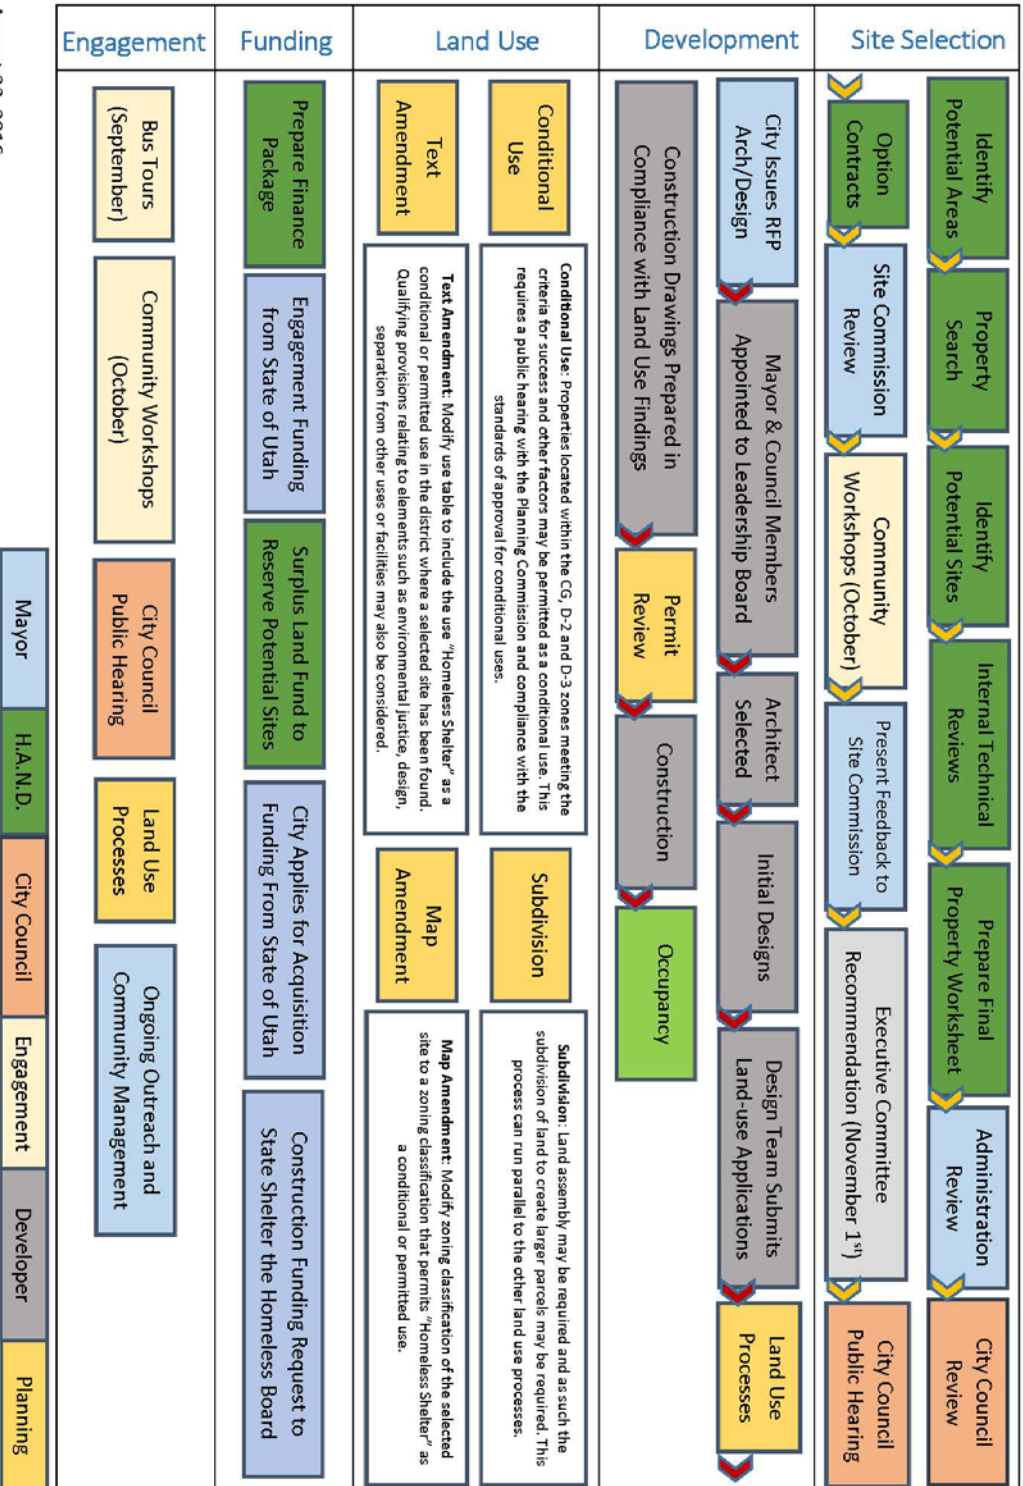 Site Selection
Identify
Potential Areas
Property
Search
Identify
Potential Sites
Internal Technical
Reviews
Prepare Final
Property Worksheet
Administration
Review
City Council
Review
Option
Contracts
Site Commission
Review
Community
Workshops (October)
Present Feedback to
Site Commission
Executive Committee
Recommendation (November 1st)
City Council
Public Hearing
Development
City Issues RFP
Arch/Design
Mayor & Council Members
Appointed to Leadership Board
Architect
Selected
Initial Designs
Design Team Submits
Land-use Applications
Land Use
Processes
Construction Drawings Prepared in
Compliance with Land Use Findings
Permit
Review
Construction
Occupancy
Land Use
Conditional
Use
Conditional Use: Properties located within the CG, D-2 and D-3 zones meeting the
criteria for success and other factors may be permitted as a conditional use. This
requires a public hearing with the Planning Commission and compliance with the
standards of approval for conditional uses.
Subdivision
Subdivision: Land assembly may be required and as such the
subdivision of land to create larger parcels may be required. This
process can run parallel to the other land use processes.
Text
Amendment
Text Amendment: Modify use table to include the use "Homeless Shelter" as a
conditional or permitted use in the district where a selected site has been found.
Qualifying provisions relating to elements such as environmental justice, design,
separation from other uses or facilities may also be considered.
Map
Amendment
Map Amendment: Modify zoning classification of the selected
site to a zoning classification that permits "Homeless Shelter" as
a conditional or permitted use.
Funding
Prepare Finance
Package
Engagement Funding
from State of Utah
Surplus Land Fund to
Reserve Potential Sites
City Applies for Acquisition
Funding From State of Utah
Construction Funding Request to
State Shelter the Homeless Board
Engagement
Bus Tours
(September)
Community Workshops
(October)
City Council
Public Hearing
Land Use
Processes
Ongoing Outreach and
Community Management
Mayor
H.A.N.D.
City Council
Engagement
Developer
Planning